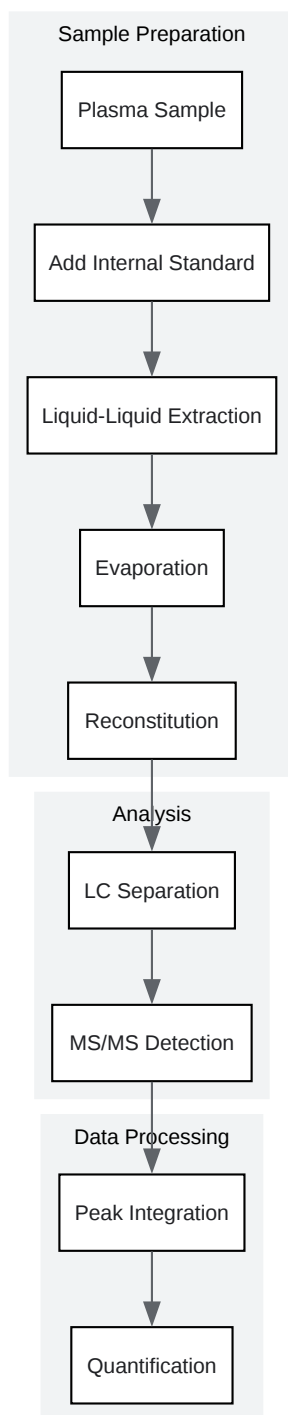 Sample Preparation
Plasma Sample
Add Internal Standard
Liquid-Liquid Extraction
Evaporation
Reconstitution
Analysis
LC Separation
MS/MS Detection
Data Processing
Peak Integration
Quantification